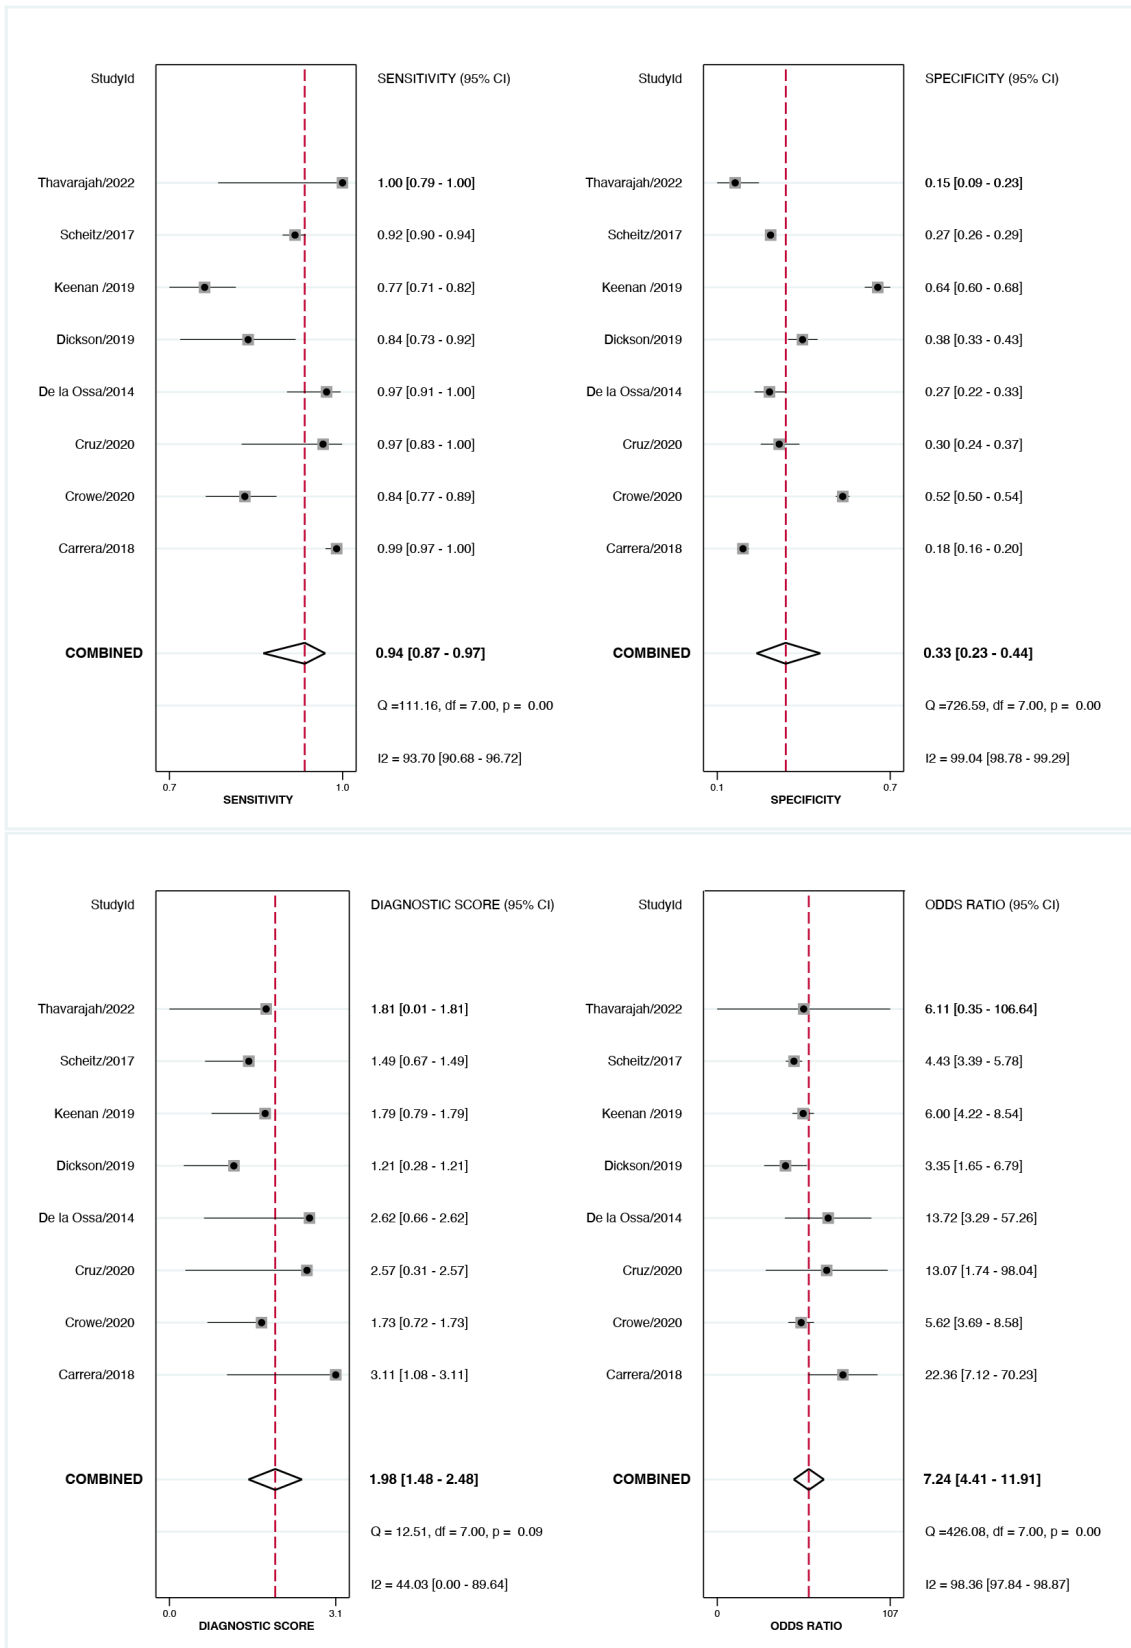 StudyId SENSITIVITY (95% CI)
Thavarajah/2022 1.00 [0.79 - 1.00]
Scheitz/2017 0.92 [0.90 - 0.94]
Keenan /2019 0.77 [0.71 - 0.82]
Dickson/2019 0.84 [0.73 - 0.92]
De la Ossa/2014 0.97 [0.91 - 1.00]
Cruz/2020 0.97 [0.83 - 1.00]
Crowe/2020 0.84 [0.77 - 0.89]
Carrera/2018 0.99 [0.97 - 1.00]
COMBINED 0.94 [0.87 - 0.97]
Q =111.16, df = 7.00, p = 0.00
I2 = 93.70 [90.68 - 96.72]
0.7 1.0
SENSITIVITY
StudyId SPECIFICITY (95% CI)
Thavarajah/2022 0.15 [0.09 - 0.23]
Scheitz/2017 0.27 [0.26 - 0.29]
Keenan /2019 0.64 [0.60 - 0.68]
Dickson/2019 0.38 [0.33 - 0.43]
De la Ossa/2014 0.27 [0.22 - 0.33]
Cruz/2020 0.30 [0.24 - 0.37]
Crowe/2020 0.52 [0.50 - 0.54]
Carrera/2018 0.18 [0.16 - 0.20]
COMBINED 0.33 [0.23 - 0.44]
Q =726.59, df = 7.00, p = 0.00
I2 = 99.04 [98.78 - 99.29]
0.1 0.7
SPECIFICITY
StudyId DIAGNOSTIC SCORE (95% CI)
Thavarajah/2022 1.81 [0.01 - 1.81]
Scheitz/2017 1.49 [0.67 - 1.49]
Keenan /2019 1.79 [0.79 - 1.79]
Dickson/2019 1.21 [0.28 - 1.21]
De la Ossa/2014 2.62 [0.66 - 2.62]
Cruz/2020 2.57 [0.31 - 2.57]
Crowe/2020 1.73 [0.72 - 1.73]
Carrera/2018 3.11 [1.08 - 3.11]
COMBINED 1.98 [1.48 - 2.48]
Q = 12.51, df = 7.00, p = 0.09
I2 = 44.03 [0.00 - 89.64]
0.0 3.1
DIAGNOSTIC SCORE
StudyId ODDS RATIO (95% CI)
Thavarajah/2022 6.11 [0.35 - 106.64]
Scheitz/2017 4.43 [3.39 - 5.78]
Keenan /2019 6.00 [4.22 - 8.54]
Dickson/2019 3.35 [1.65 - 6.79]
De la Ossa/2014 13.72 [3.29 - 57.26]
Cruz/2020 13.07 [1.74 - 98.04]
Crowe/2020 5.62 [3.69 - 8.58]
Carrera/2018 22.36 [7.12 - 70.23]
COMBINED 7.24 [4.41 - 11.91]
Q =426.08, df = 7.00, p = 0.00
I2 = 98.36 [97.84 - 98.87]
0 107
ODDS RATIO